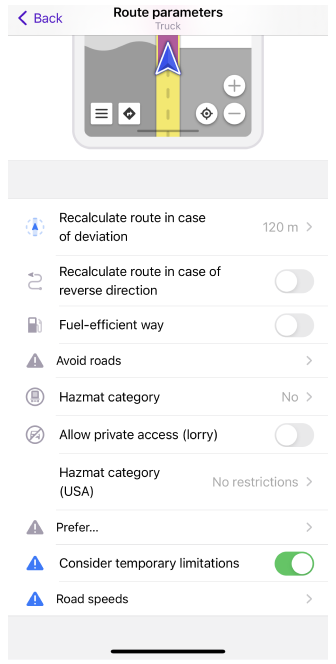 Back
Route parameters
Truck
Recalculate route in case
of deviation
120 m
Recalculate route in case of
reverse direction
Fuel-efficient way
Avoid roads
Hazmat category
No
Allow private access (lorry)
Hazmat category
(USA)
No restrictions
Prefer...
Consider temporary limitations
Road speeds